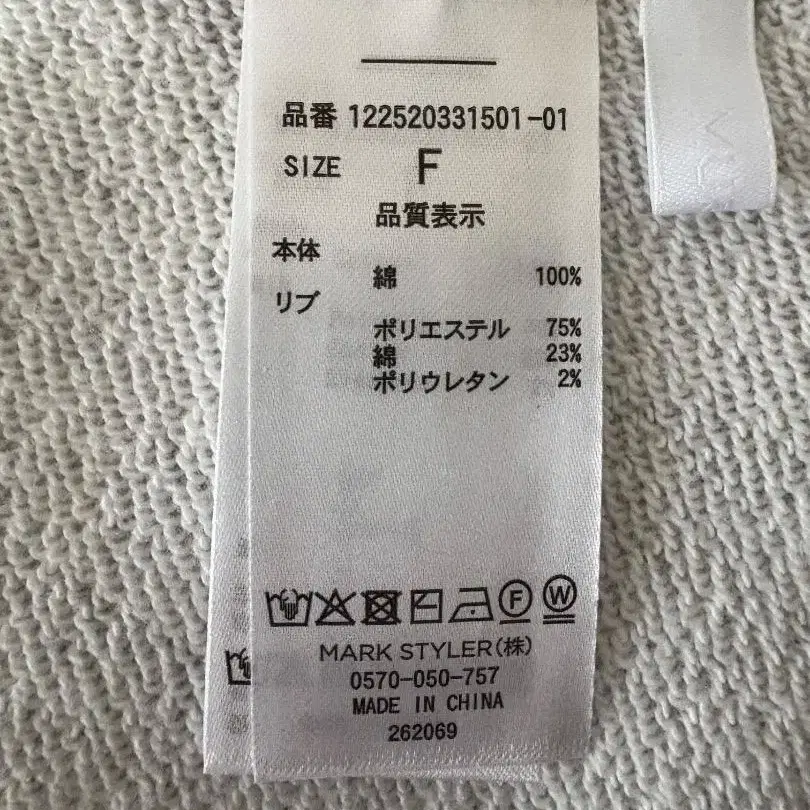 品番 122520331501-01
SIZE F
品質表示
本体
綿 100%
リブ
ポリエステル 75%
綿 23%
ポリウレタン 2%
F W
MARK STYLER(株)
0570-050-757
MADE IN CHINA
262069